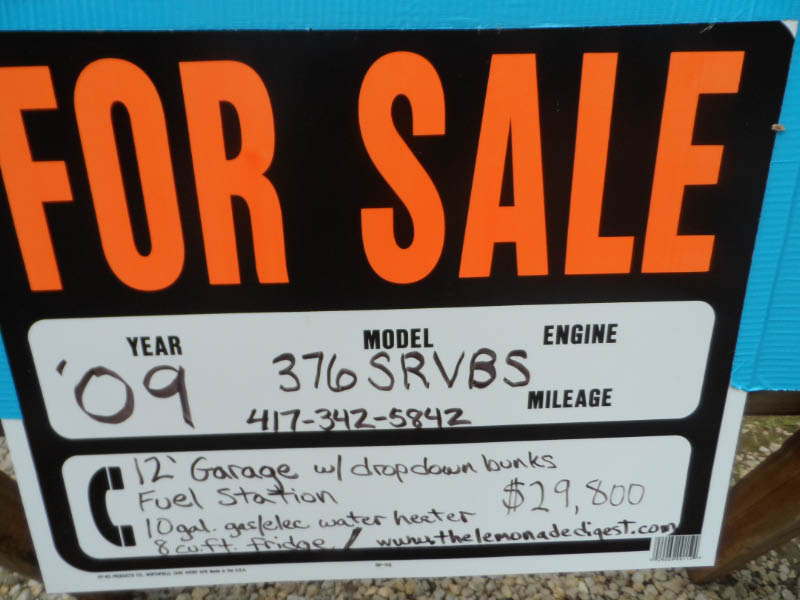 FOR SALE
YEAR MODEL ENGINE
'09 376SRVBS
MILEAGE
417-342-5842
12' Garage w/ dropdown bunks
Fuel Station $29,800
10 gal. gas/elec water heater
8 cu.ft. fridge / www.thelemonadedigest.com